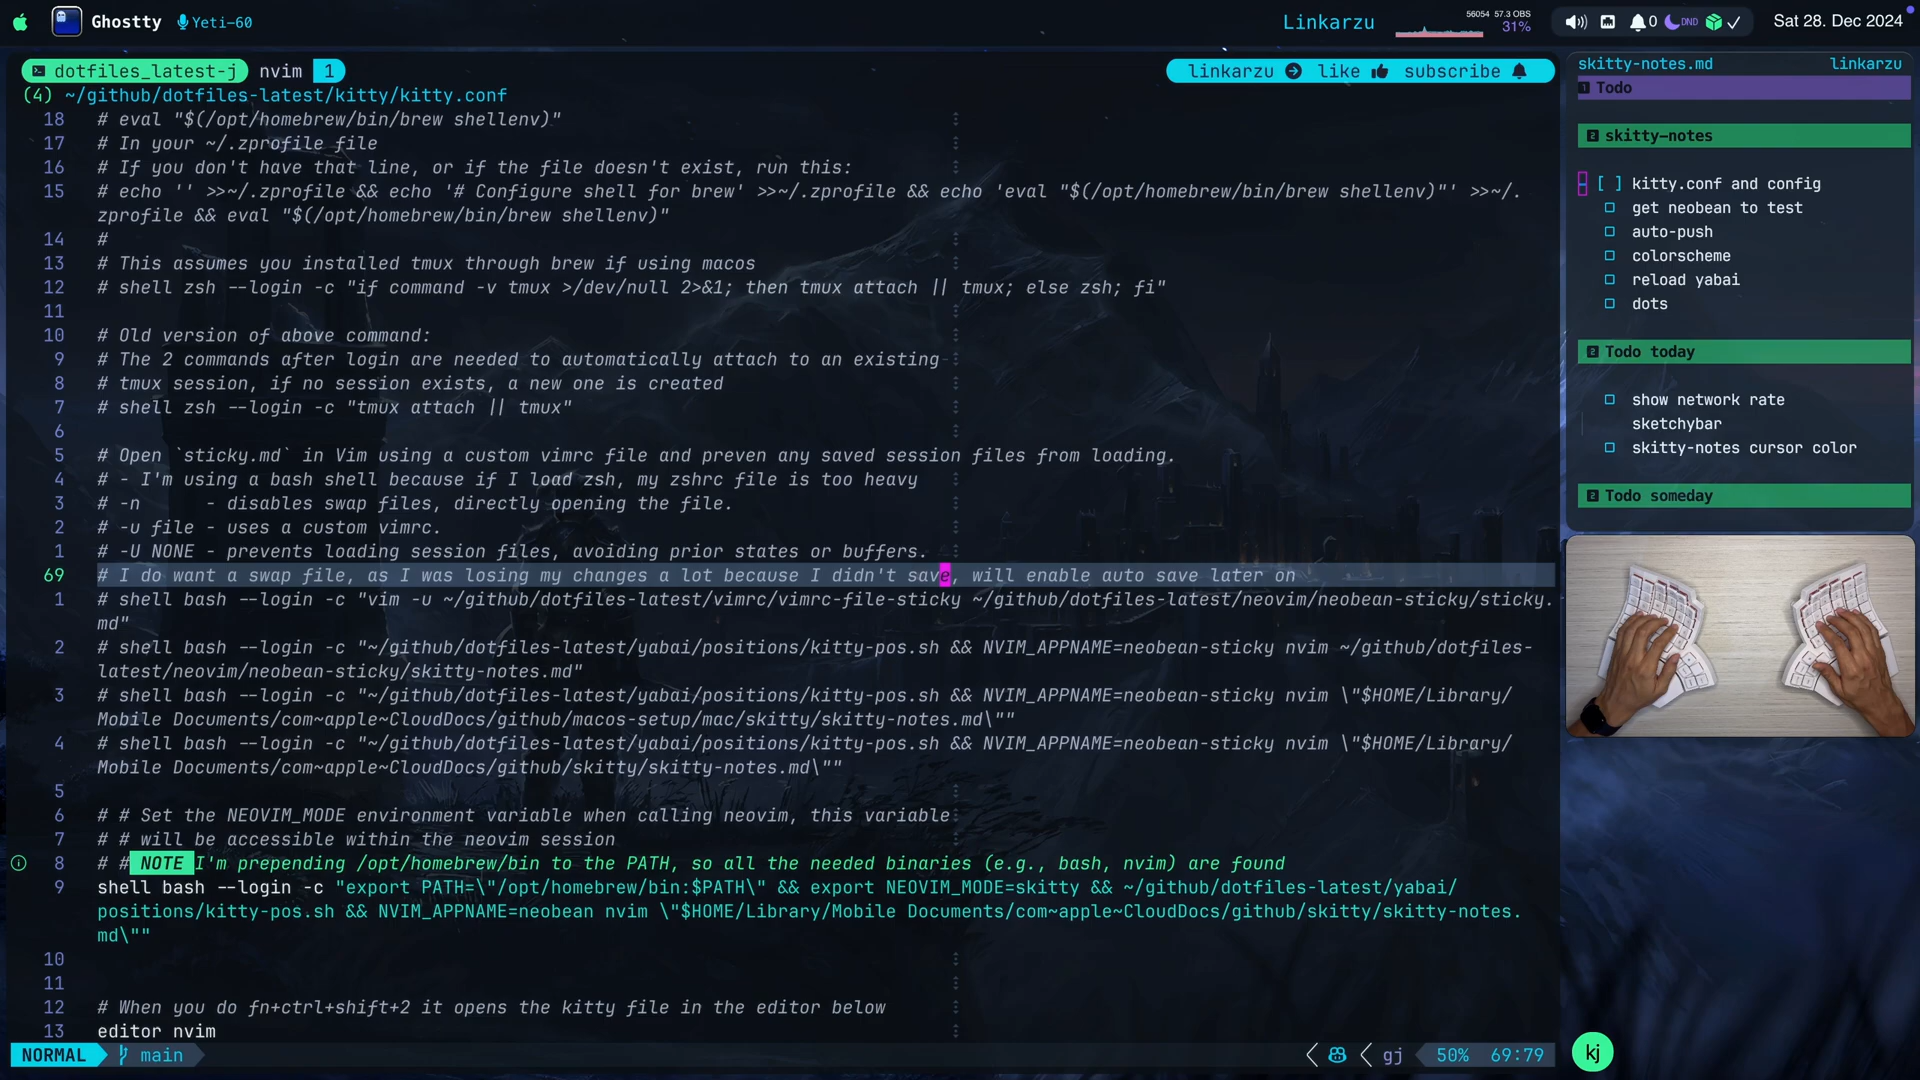 Ghostty Yeti-60
Linkarzu
56054 57.3 OBS
31%
0
DND
Sat 28. Dec 2024
dotfiles_latest-j nvim 1
linkarzu like subscribe
(4) ~/github/dotfiles-latest/kitty/kitty.conf
18 # eval "$(/opt/homebrew/bin/brew shellenv)"
17 # In your ~/.zprofile file
16 # If you don't have that line, or if the file doesn't exist, run this:
15 # echo '' >>~/.zprofile && echo '# Configure shell for brew' >>~/.zprofile && echo 'eval "$(/opt/homebrew/bin/brew shellenv)"' >>~/.
zprofile && eval "$(/opt/homebrew/bin/brew shellenv)"
14 #
13 # This assumes you installed tmux through brew if using macos
12 # shell zsh --login -c "if command -v tmux >/dev/null 2>&1; then tmux attach || tmux; else zsh; fi"
11
10 # Old version of above command:
9 # The 2 commands after login are needed to automatically attach to an existing
8 # tmux session, if no session exists, a new one is created
7 # shell zsh --login -c "tmux attach || tmux"
6
5 # Open `sticky.md` in Vim using a custom vimrc file and preven any saved session files from loading.
4 # - I'm using a bash shell because if I load zsh, my zshrc file is too heavy
3 # -n - disables swap files, directly opening the file.
2 # -u file - uses a custom vimrc.
1 # -U NONE - prevents loading session files, avoiding prior states or buffers.
69 # I do want a swap file, as I was losing my changes a lot because I didn't save, will enable auto save later on
1 # shell bash --login -c "vim -u ~/github/dotfiles-latest/vimrc/vimrc-file-sticky ~/github/dotfiles-latest/neovim/neobean-sticky/sticky.
md"
2 # shell bash --login -c "~/github/dotfiles-latest/yabai/positions/kitty-pos.sh && NVIM_APPNAME=neobean-sticky nvim ~/github/dotfiles-
latest/neovim/neobean-sticky/skitty-notes.md"
3 # shell bash --login -c "~/github/dotfiles-latest/yabai/positions/kitty-pos.sh && NVIM_APPNAME=neobean-sticky nvim \"$HOME/Library/
Mobile Documents/com~apple~CloudDocs/github/macos-setup/mac/skitty/skitty-notes.md\""
4 # shell bash --login -c "~/github/dotfiles-latest/yabai/positions/kitty-pos.sh && NVIM_APPNAME=neobean-sticky nvim \"$HOME/Library/
Mobile Documents/com~apple~CloudDocs/github/skitty/skitty-notes.md\""
5
6 # # Set the NEOVIM_MODE environment variable when calling neovim, this variable
7 # # will be accessible within the neovim session
8 # # NOTE I'm prepending /opt/homebrew/bin to the PATH, so all the needed binaries (e.g., bash, nvim) are found
9 shell bash --login -c "export PATH=\"/opt/homebrew/bin:$PATH\" && export NEOVIM_MODE=skitty && ~/github/dotfiles-latest/yabai/
positions/kitty-pos.sh && NVIM_APPNAME=neobean nvim \"$HOME/Library/Mobile Documents/com~apple~CloudDocs/github/skitty/skitty-notes.
md\""
10
11
12 # When you do fn+ctrl+shift+2 it opens the kitty file in the editor below
13 editor nvim
NORMAL main
gj 50% 69:79
skitty-notes.md linkarzu
1 Todo
2 skitty-notes
- [ ] kitty.conf and config
get neobean to test
auto-push
colorscheme
reload yabai
dots
2 Todo today
show network rate
sketchybar
skitty-notes cursor color
2 Todo someday
kj